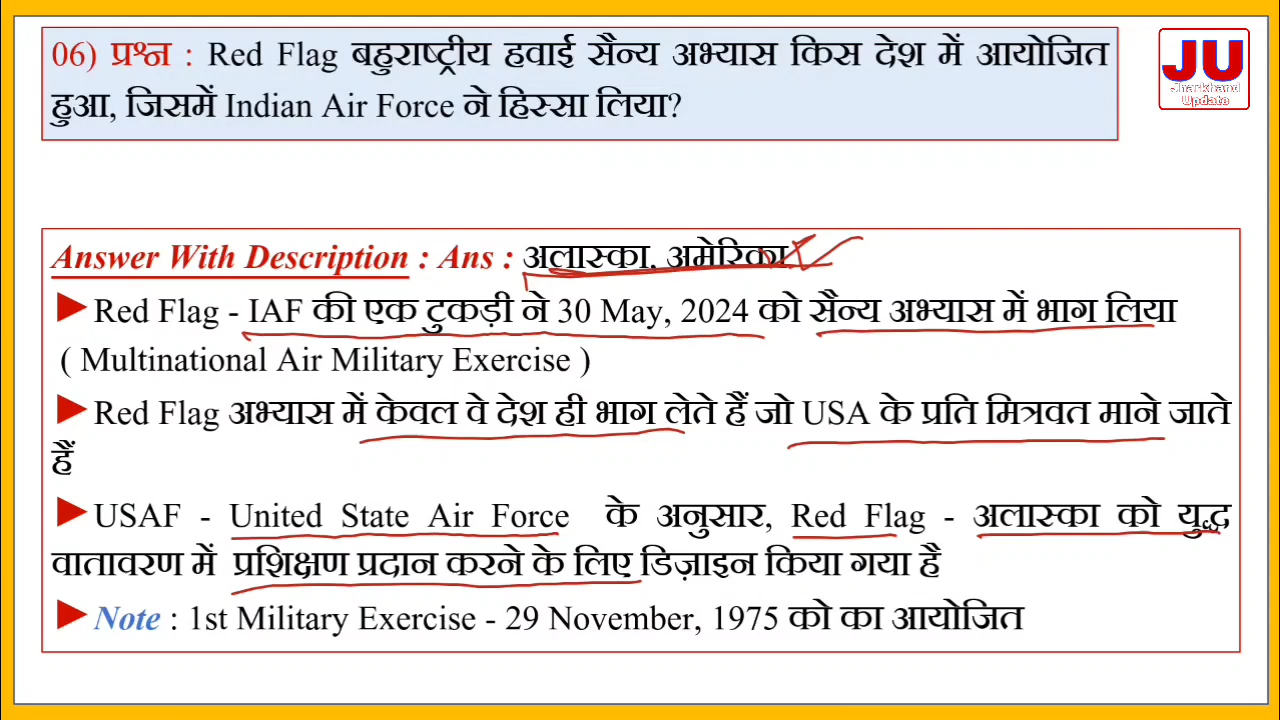 06) प्रश्न : Red Flag बहुराष्ट्रीय हवाई सैन्य अभ्यास किस देश में आयोजित
हुआ, जिसमें Indian Air Force ने हिस्सा लिया?
JU
Jharkhand
Update
Answer With Description : Ans : अलास्का, अमेरिका
►Red Flag - IAF की एक टुकड़ी ने 30 May, 2024 को सैन्य अभ्यास में भाग लिया
( Multinational Air Military Exercise )
►Red Flag अभ्यास में केवल वे देश ही भाग लेते हैं जो USA के प्रति मित्रवत माने जाते
हैं
►USAF - United State Air Force के अनुसार, Red Flag - अलास्का को युद्ध
वातावरण में प्रशिक्षण प्रदान करने के लिए डिज़ाइन किया गया है
►Note : 1st Military Exercise - 29 November, 1975 को का आयोजित